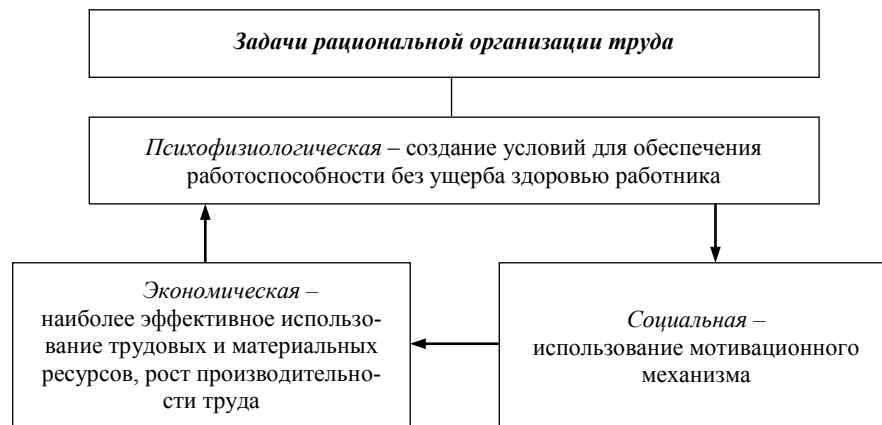 Задачи рациональной организации труда
Психофизиологическая – создание условий для обеспечения
работоспособности без ущерба здоровью работника
Экономическая –
наиболее эффективное использо-
вание трудовых и материальных
ресурсов, рост производительно-
сти труда
Социальная –
использование мотивационного
механизма